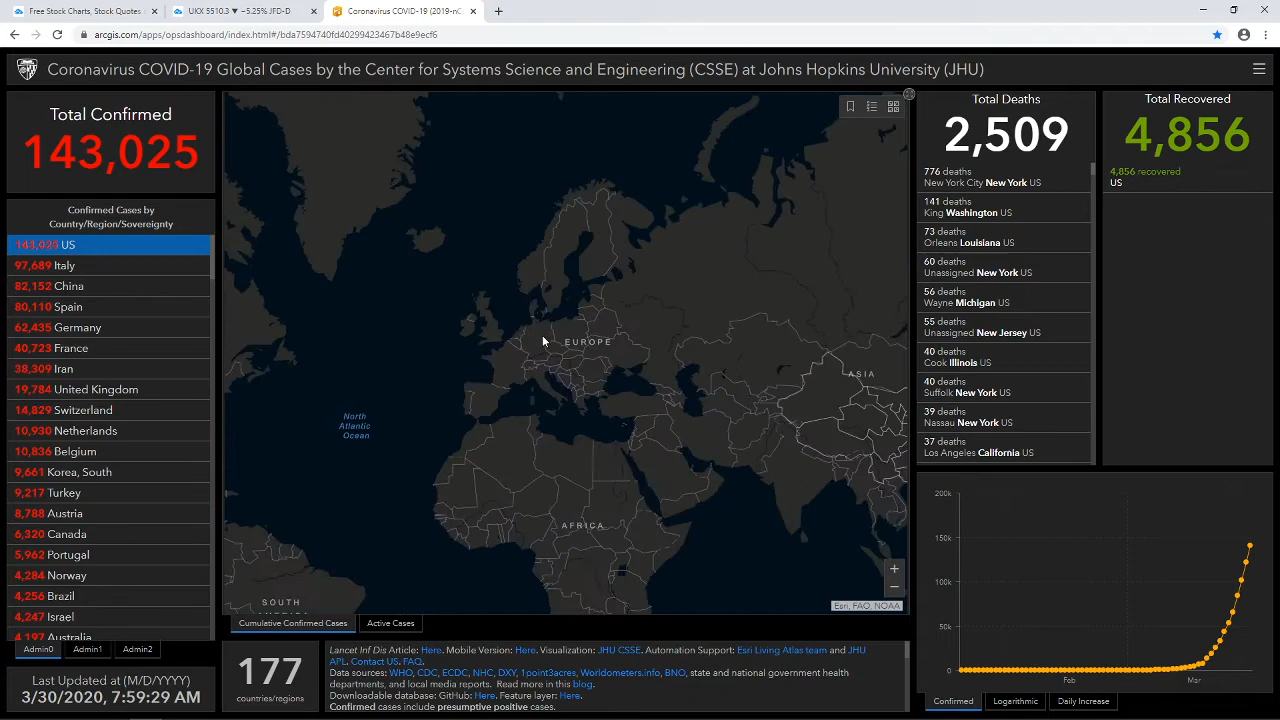 Free Stock Charts, Stock Quotes
UKX 5510.3 ▼ −5.25% JFD-D
Coronavirus COVID-19 (2019-nC
arcgis.com/apps/opsdashboard/index.html#/bda7594740fd40299423467b48e9ecf6
Coronavirus COVID-19 Global Cases by the Center for Systems Science and Engineering (CSSE) at Johns Hopkins University (JHU)
Total Confirmed
143,025
Confirmed Cases by
Country/Region/Sovereignty
143,025 US
97,689 Italy
82,152 China
80,110 Spain
62,435 Germany
40,723 France
38,309 Iran
19,784 United Kingdom
14,829 Switzerland
10,930 Netherlands
10,836 Belgium
9,661 Korea, South
9,217 Turkey
8,788 Austria
6,320 Canada
5,962 Portugal
4,284 Norway
4,256 Brazil
4,247 Israel
4,197 Australia
Admin0
Admin1
Admin2
Last Updated at (M/D/YYYY)
3/30/2020, 7:59:29 AM
EUROPE
ASIA
North
Atlantic
Ocean
AFRICA
SOUTH
Esri, FAO, NOAA
Cumulative Confirmed Cases
Active Cases
177
countries/regions
Lancet Inf Dis Article: Here. Mobile Version: Here. Visualization: JHU CSSE. Automation Support: Esri Living Atlas team and JHU
APL. Contact US. FAQ.
Data sources: WHO, CDC, ECDC, NHC, DXY, 1point3acres, Worldometers.info, BNO, state and national government health
departments, and local media reports. Read more in this blog.
Downloadable database: GitHub: Here. Feature layer: Here.
Confirmed cases include presumptive positive cases.
Total Deaths
2,509
776 deaths
New York City New York US
141 deaths
King Washington US
73 deaths
Orleans Louisiana US
60 deaths
Unassigned New York US
56 deaths
Wayne Michigan US
55 deaths
Unassigned New Jersey US
40 deaths
Cook Illinois US
40 deaths
Suffolk New York US
39 deaths
Nassau New York US
37 deaths
Los Angeles California US
Total Recovered
4,856
4,856 recovered
US
200k
150k
100k
50k
0
Feb
Mar
Confirmed
Logarithmic
Daily Increase